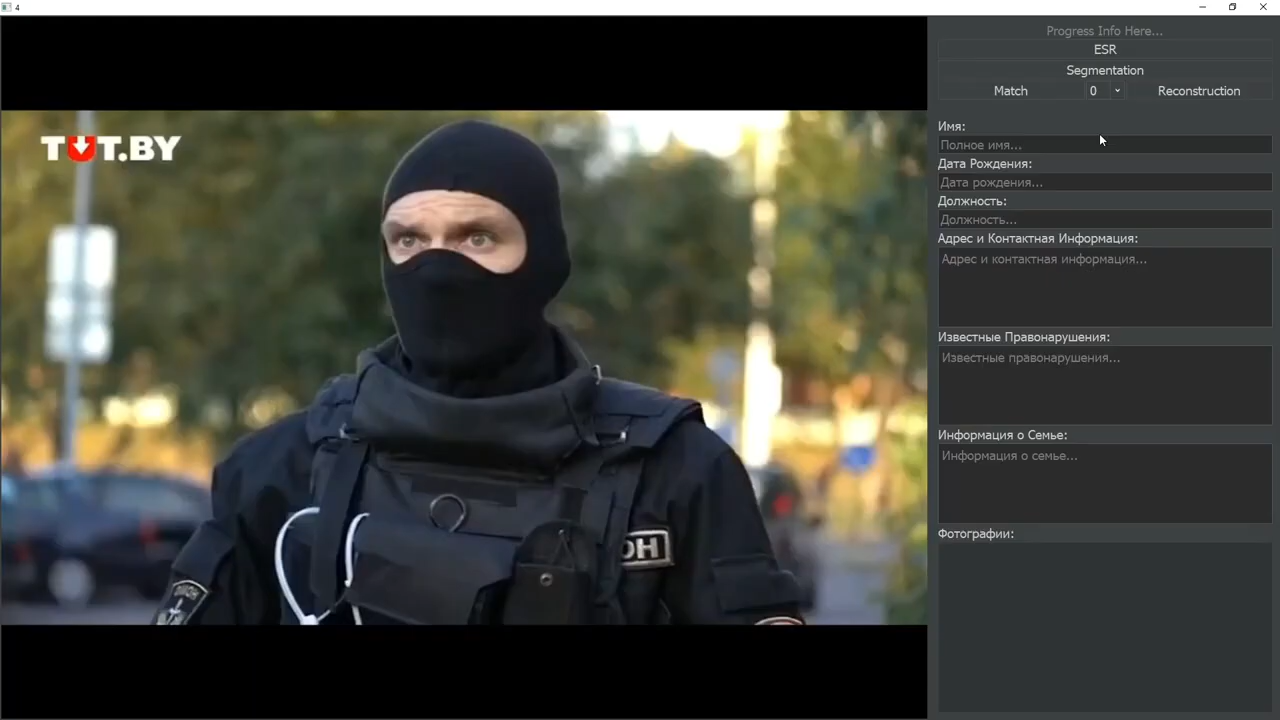 4
Progress Info Here...
ESR
Segmentation
Match
0
Reconstruction
TUT.BY
Имя:
Полное имя...
Дата Рождения:
Дата рождения...
Должность:
Должность...
Адрес и Контактная Информация:
Адрес и контактная информация...
Известные Правонарушения:
Известные правонарушения...
Информация о Семье:
Информация о семье...
Фотографии:
ОН